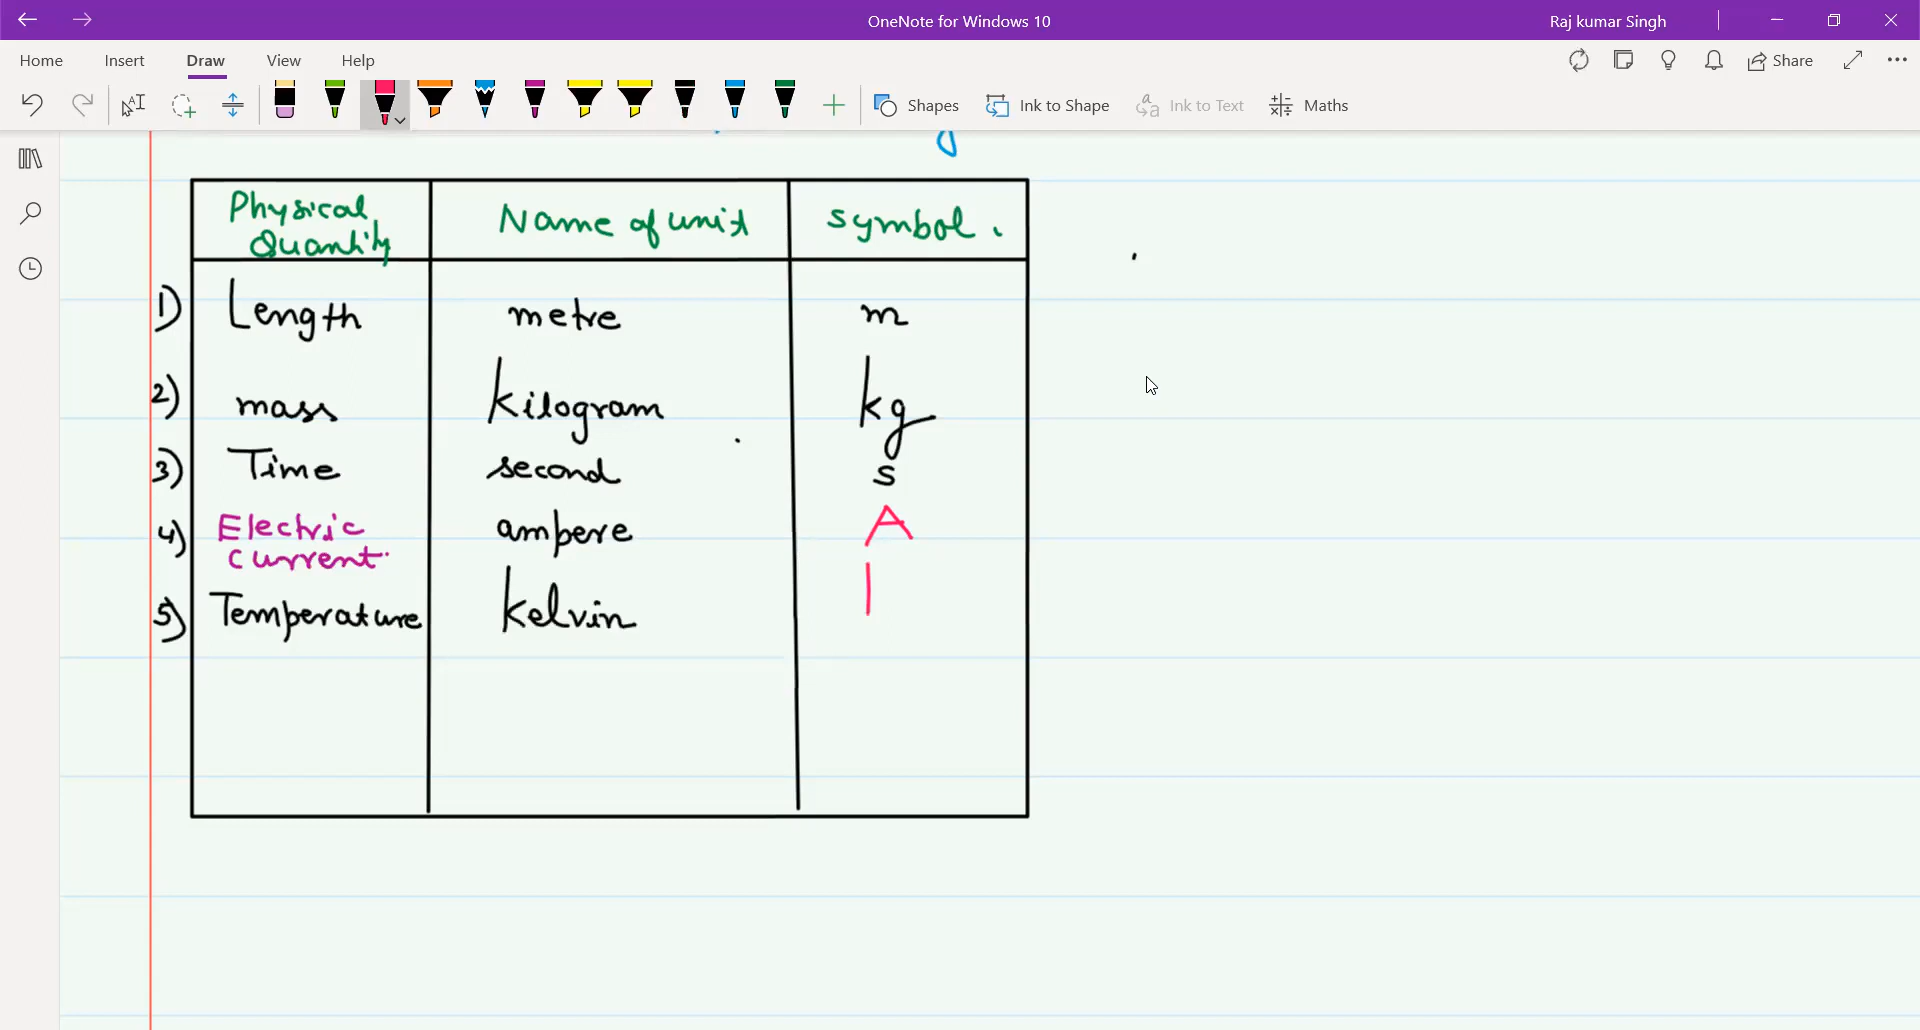 OneNote for Windows 10
Raj kumar Singh
Home Insert Draw View Help
Share
Shapes Ink to Shape Ink to Text Maths
Physical Quantity Name of unit symbol.
1) Length metre m
2) mass kilogram kg
3) Time second s
4) Electric current ampere A
5) Temperature kelvin